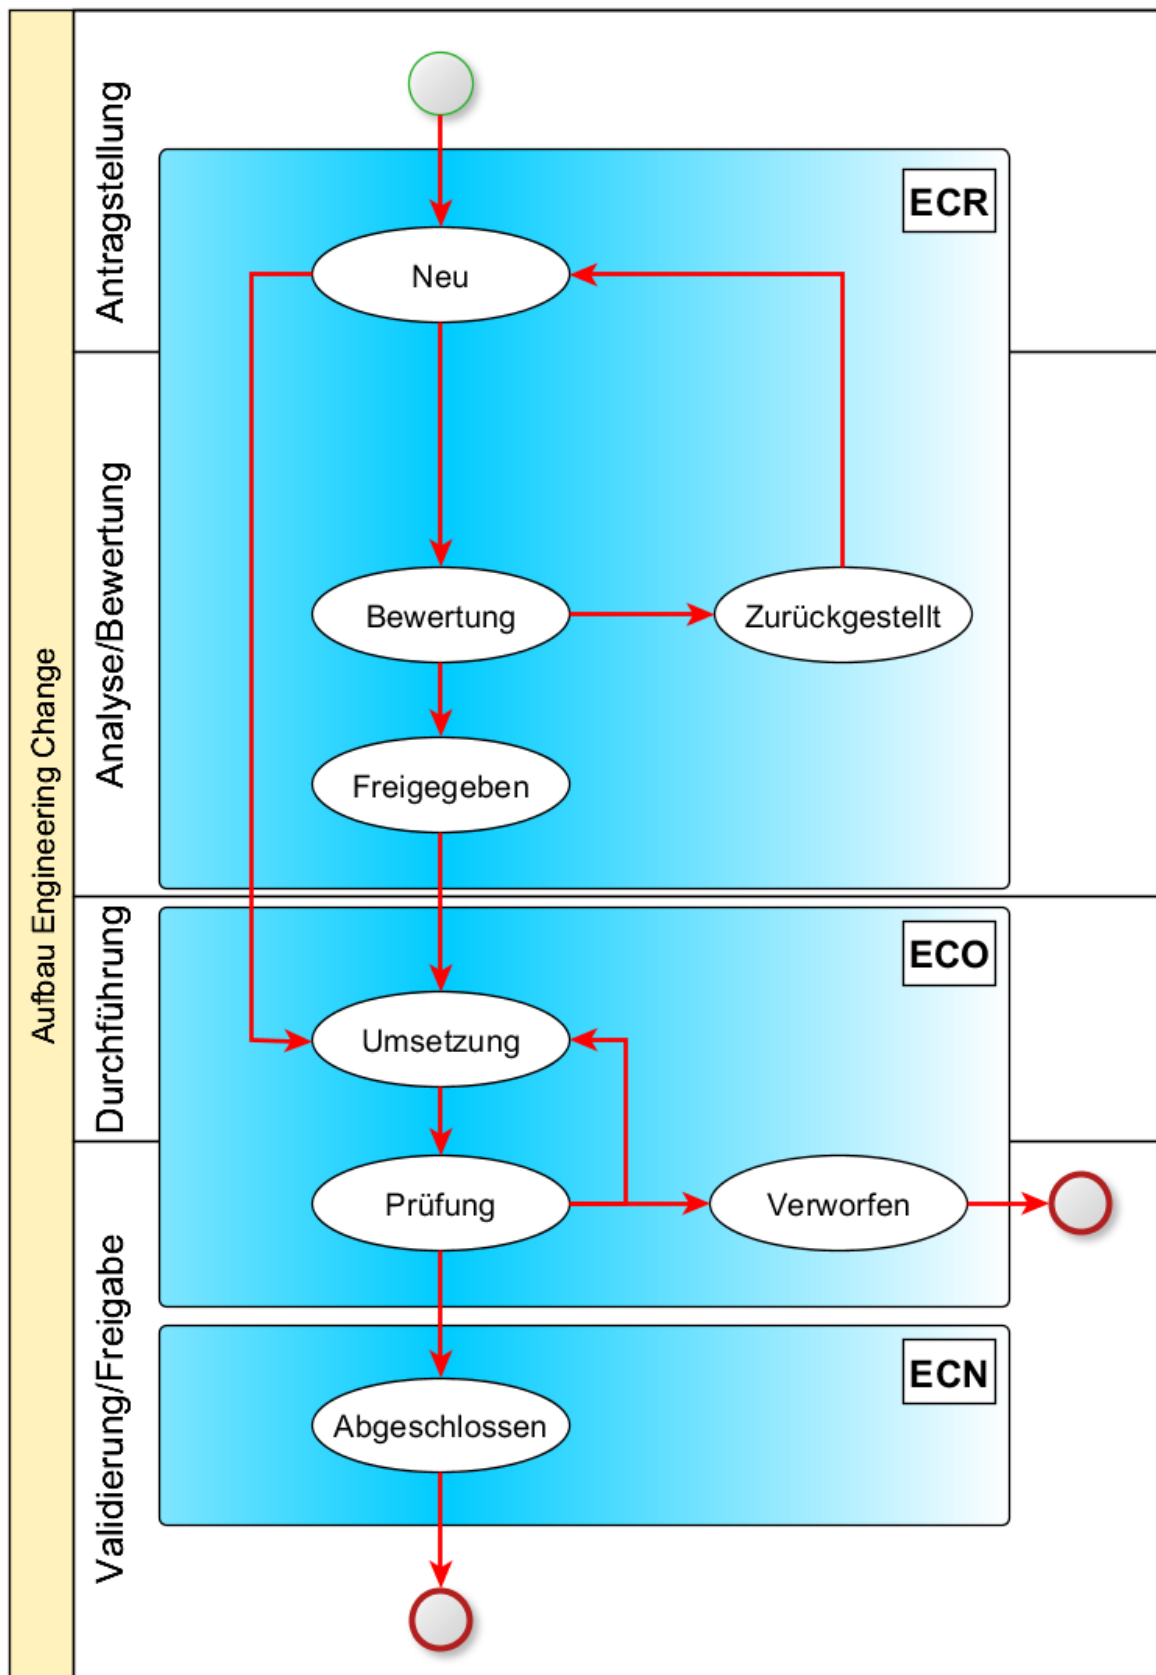 Aufbau Engineering Change
Antragstellung
ECR
Neu
Analyse/Bewertung
Bewertung
Zurückgestellt
Freigegeben
Durchführung
ECO
Umsetzung
Validierung/Freigabe
Prüfung
Verworfen
ECN
Abgeschlossen